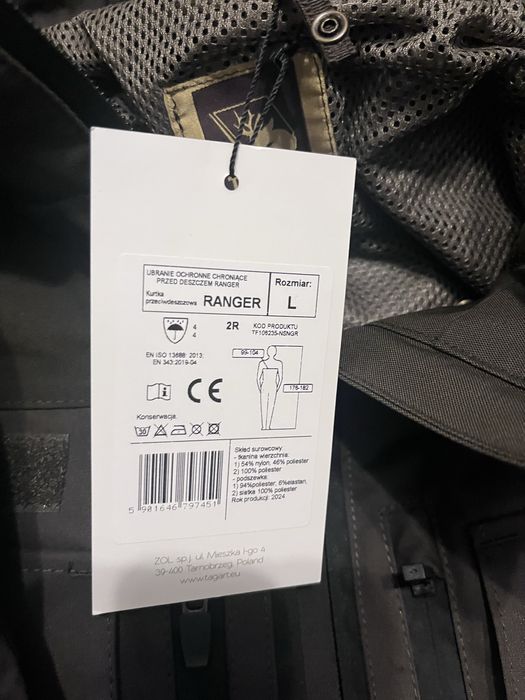 UBRANIE OCHRONNE CHRONIĄCE
PRZED DESZCZEM RANGER
Rozmiar:
Kurtka
przeciwdeszczowa RANGER
L
4
4
2R
KOD PRODUKTU
TF106235-NSNGR
EN ISO 13688: 2013;
EN 343:2019-04
99-104
176-182
i
CE
Konserwacja:
30
Skład surowcowy
- tkanina wierzchnia:
1) 54% nylon; 46% poliester
2) 100% poliester
- podszewka:
1) 94%poliester, 6%elastan,
2) siatka 100% poliester
Rok produkcji: 2024
5 901646 797451
ZOL sp.j. ul. Mieszka I-go 4
39-400 Tarnobrzeg, Poland
www.tagart.eu